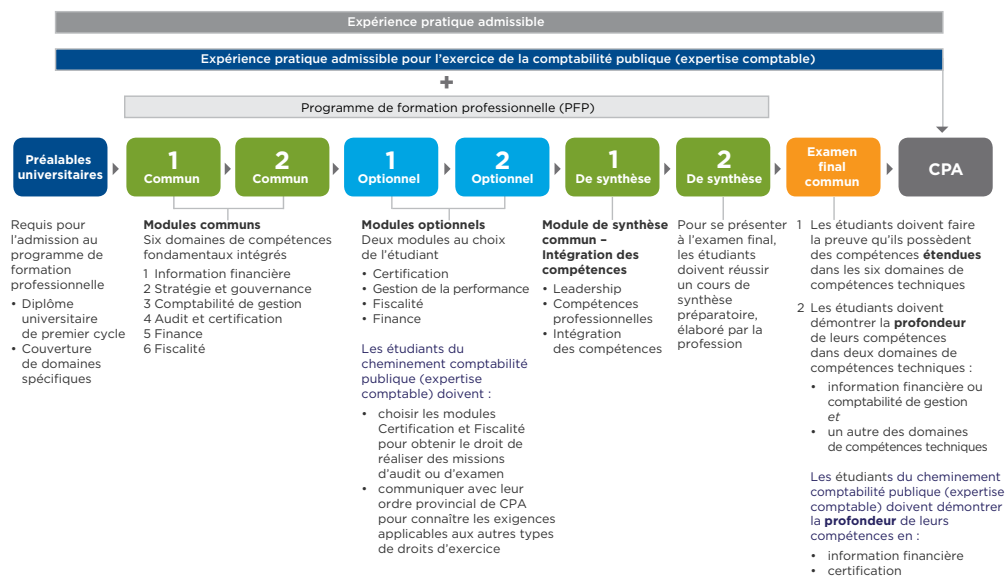 Expérience pratique admissible
Expérience pratique admissible pour l'exercice de la comptabilité publique (expertise comptable)
+
Programme de formation professionnelle (PFP)
Préalables
universitaires
1
Commun
2
Commun
1
Optionnel
2
Optionnel
1
De synthèse
2
De synthèse
Examen
final
commun
CPA
Requis pour
l'admission au
programme de
formation
professionnelle
• Diplôme
universitaire
de premier cycle
• Couverture
de domaines
spécifiques
Modules communs
Six domaines de compétences
fondamentaux intégrés
1 Information financière
2 Stratégie et gouvernance
3 Comptabilité de gestion
4 Audit et certification
5 Finance
6 Fiscalité
Modules optionnels
Deux modules au choix
de l'étudiant
• Certification
• Gestion de la performance
• Fiscalité
• Finance
Les étudiants du
cheminement comptabilité
publique (expertise
comptable) doivent :
• choisir les modules
Certification et Fiscalité
pour obtenir le droit de
réaliser des missions
d'audit ou d'examen
• communiquer avec leur
ordre provincial de CPA
pour connaître les exigences
applicables aux autres types
de droits d'exercice
Module de synthèse
commun –
Intégration des
compétences
• Leadership
• Compétences
professionnelles
• Intégration
des compétences
Pour se présenter
à l'examen final,
les étudiants
doivent réussir
un cours de
synthèse
préparatoire,
élaboré par la
profession
1 Les étudiants doivent faire
la preuve qu'ils possèdent
des compétences étendues
dans les six domaines de
compétences techniques
2 Les étudiants doivent
démontrer la profondeur
de leurs compétences
dans deux domaines de
compétences techniques :
• information financière ou
comptabilité de gestion
et
• un autre des domaines
de compétences techniques
Les étudiants du cheminement
comptabilité publique (expertise
comptable) doivent démontrer
la profondeur de leurs
compétences en :
• information financière
• certification